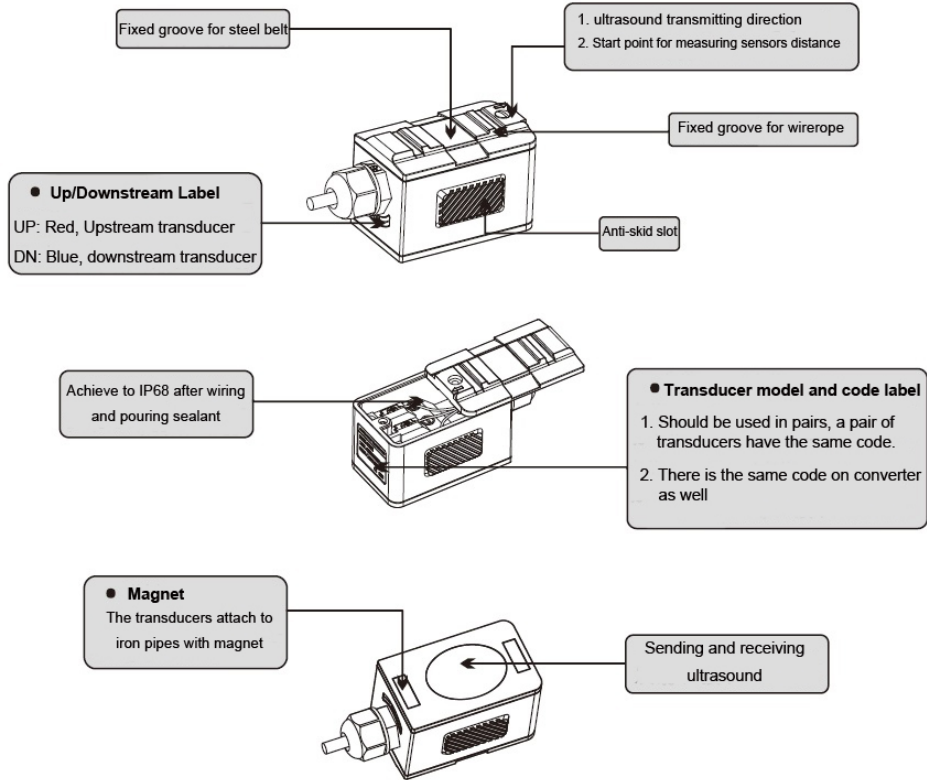 Fixed groove for steel belt
1. ultrasound transmitting direction
2. Start point for measuring sensors distance
Fixed groove for wirerope
● Up/Downstream Label
UP: Red, Upstream transducer
DN: Blue, downstream transducer
Anti-skid slot
Achieve to IP68 after wiring
and pouring sealant
● Transducer model and code label
1. Should be used in pairs, a pair of
transducers have the same code.
2. There is the same code on converter
as well
● Magnet
The transducers attach to
iron pipes with magnet
Sending and receiving
ultrasound